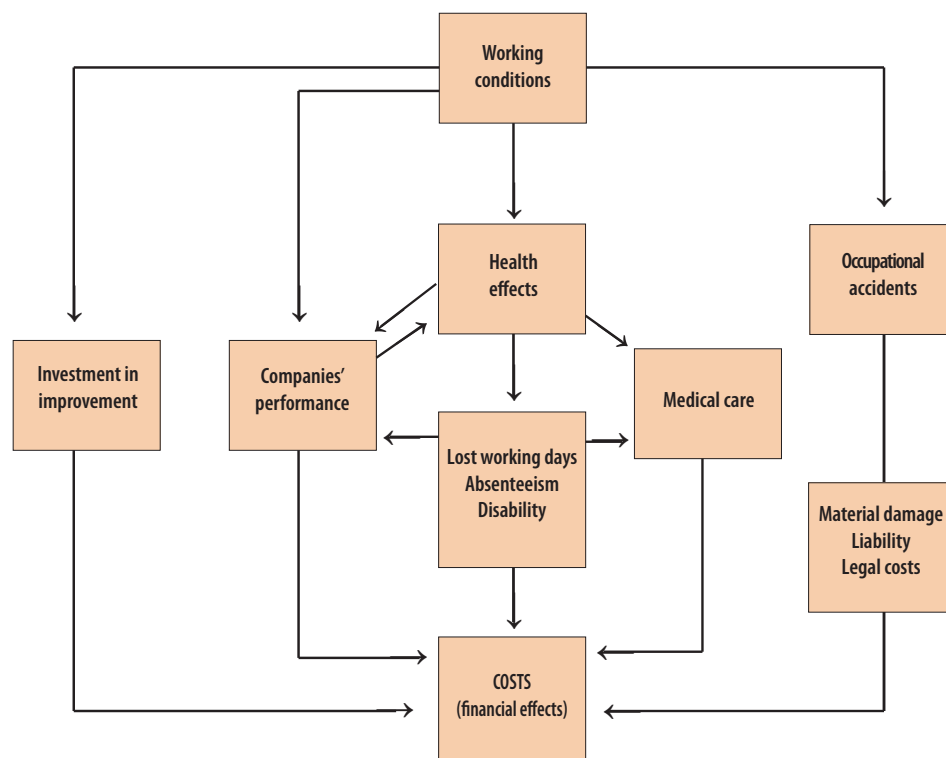 Working
conditions
Health
effects
Occupational
accidents
Investment in
improvement
Companies’
performance
Medical care
Lost working days
Absenteeism
Disability
Material damage
Liability
Legal costs
COSTS
(financial effects)